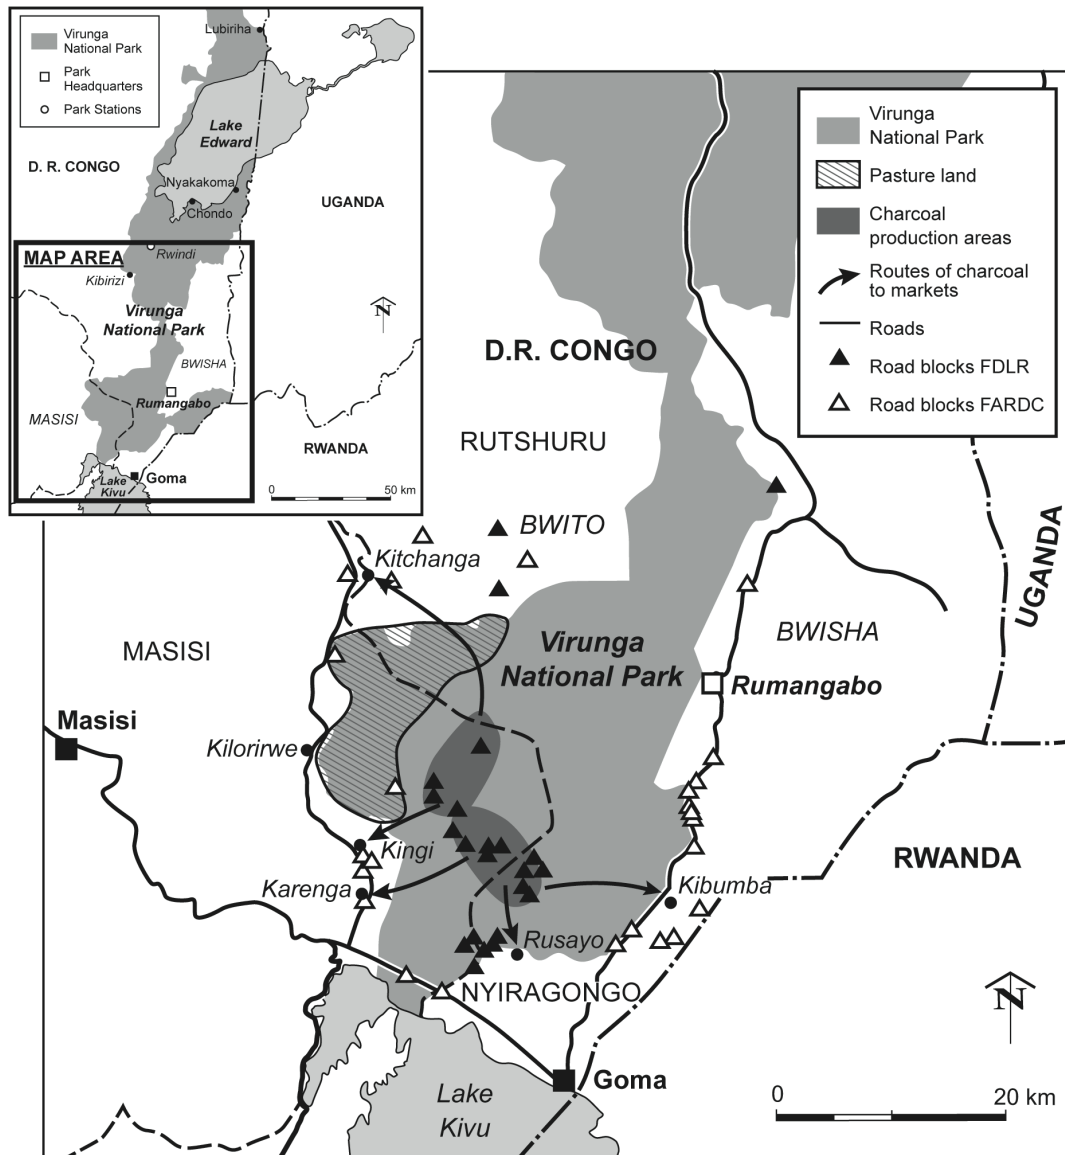 Virunga
National Park
Park
Headquarters
Park Stations
Lubiriha
Lake
Edward
D. R. CONGO
Nyakakoma
Chondo
UGANDA
MAP AREA
Rwindi
Kibirizi
N
Virunga
National Park
BWISHA
Rumangabo
MASISI
RWANDA
Lake
Kivu
Goma
0
50 km
Virunga
National Park
Pasture land
Charcoal
production areas
Routes of charcoal
to markets
Roads
Road blocks FDLR
Road blocks FARDC
D.R. CONGO
RUTSHURU
BWITO
Kitchanga
UGANDA
MASISI
BWISHA
Virunga
National Park
Rumangabo
Masisi
Kilorirwe
Kingi
RWANDA
Karenga
Kibumba
Rusayo
NYIRAGONGO
N
Goma
Lake
Kivu
0
20 km